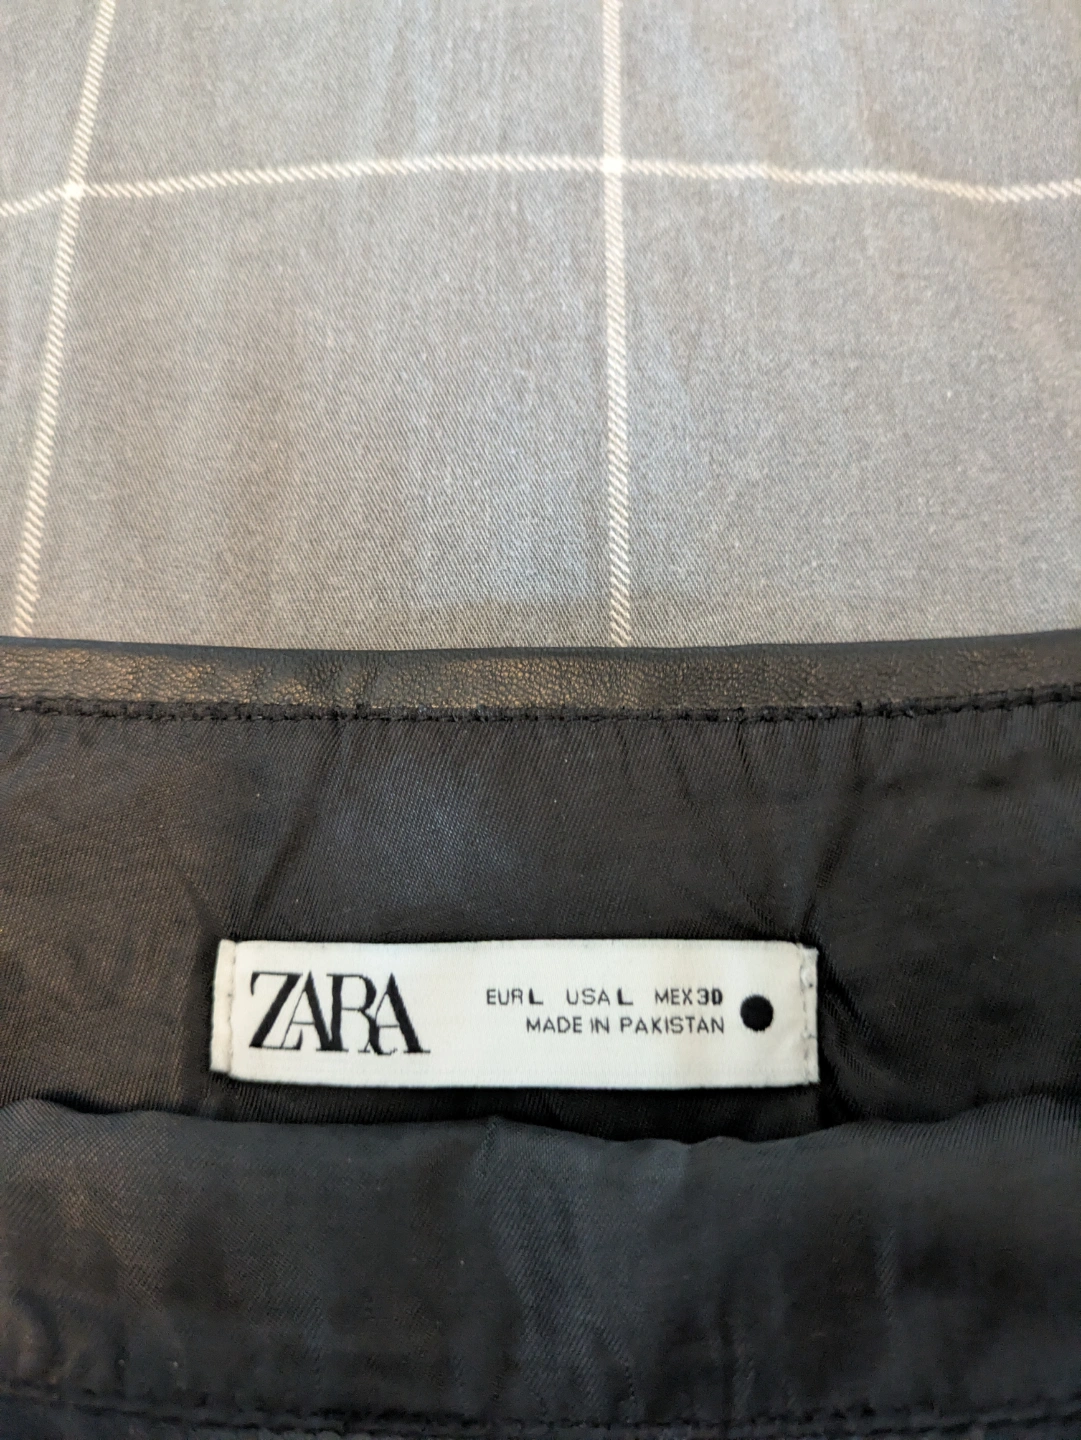 ZARA
EUR L USA L MEX 30
MADE IN PAKISTAN